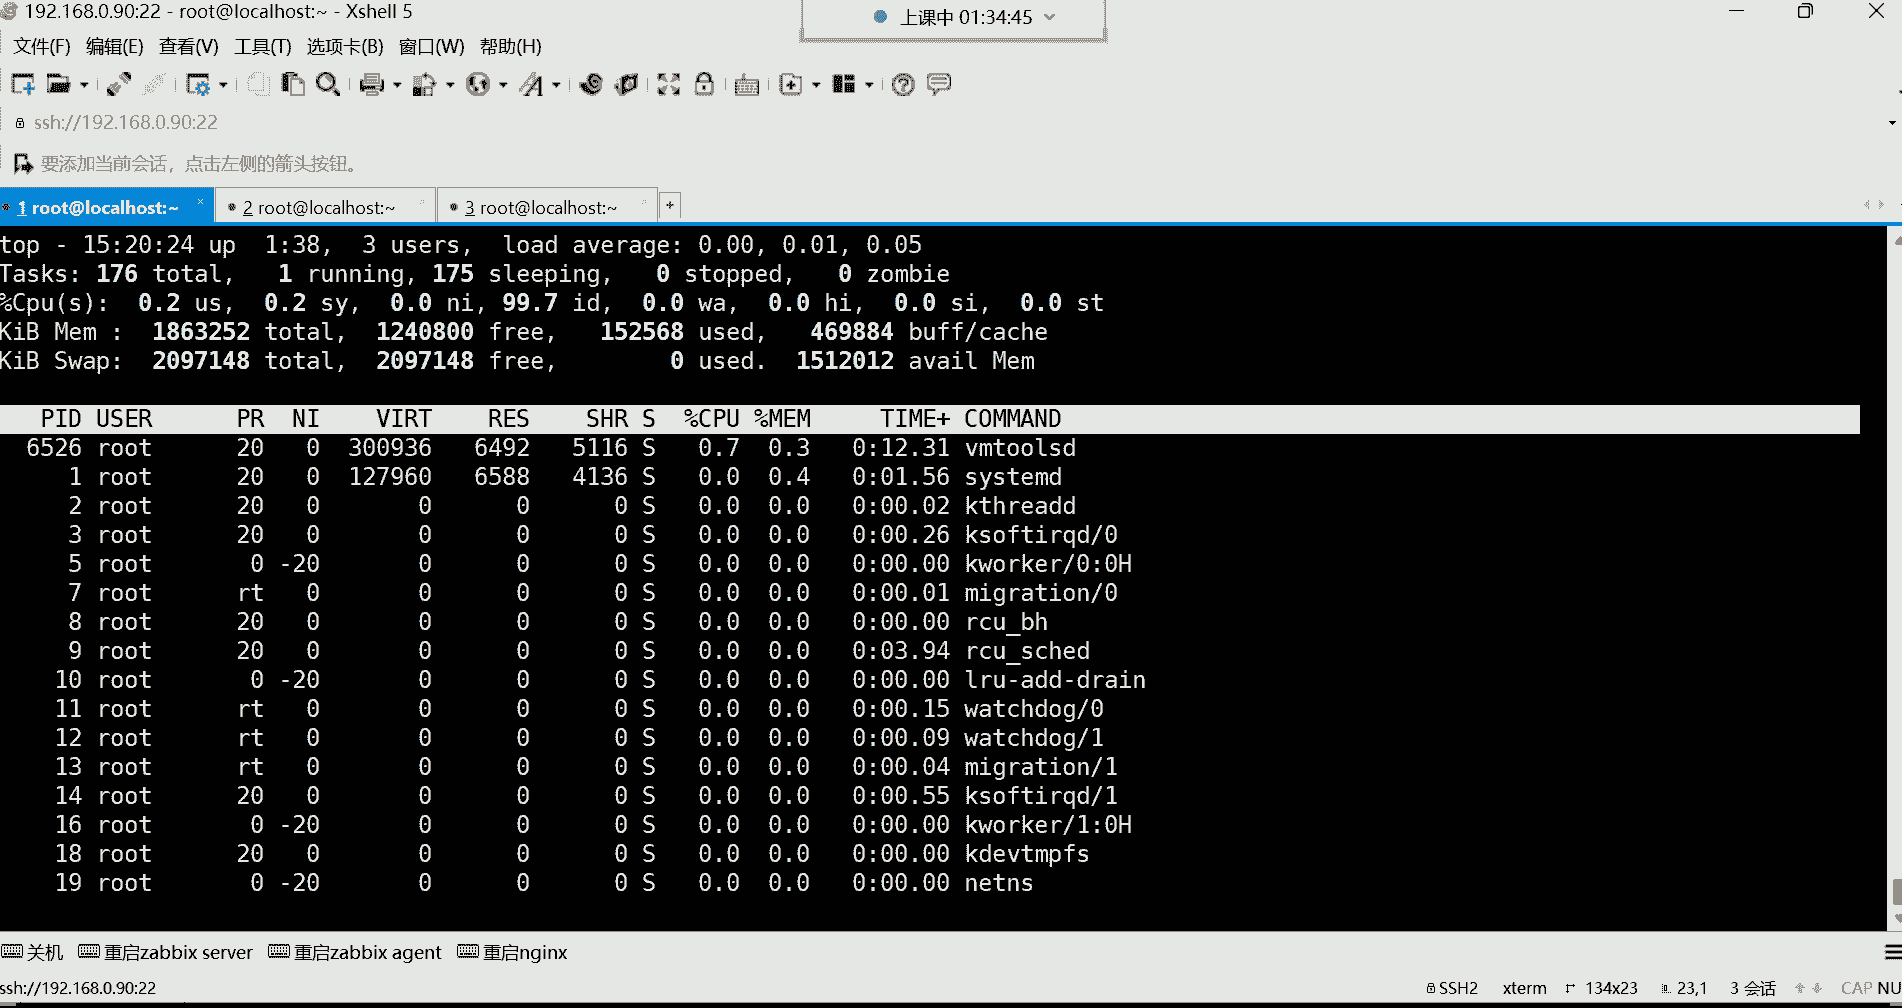 192.168.0.90:22 - root@localhost:~ - Xshell 5
上课中 01:34:45
文件(F) 编辑(E) 查看(V) 工具(T) 选项卡(B) 窗口(W) 帮助(H)
ssh://192.168.0.90:22
要添加当前会话，点击左侧的箭头按钮。
1 root@localhost:~ 2 root@localhost:~ 3 root@localhost:~
top - 15:20:24 up  1:38,  3 users,  load average: 0.00, 0.01, 0.05
Tasks: 176 total,   1 running, 175 sleeping,   0 stopped,   0 zombie
%Cpu(s):  0.2 us,  0.2 sy,  0.0 ni, 99.7 id,  0.0 wa,  0.0 hi,  0.0 si,  0.0 st
KiB Mem :  1863252 total,  1240800 free,   152568 used,   469884 buff/cache
KiB Swap:  2097148 total,  2097148 free,        0 used.  1512012 avail Mem
PID USER      PR  NI    VIRT    RES    SHR S  %CPU %MEM     TIME+ COMMAND
6526 root      20   0  300936   6492   5116 S   0.7  0.3   0:12.31 vmtoolsd
1 root      20   0  127960   6588   4136 S   0.0  0.4   0:01.56 systemd
2 root      20   0       0      0      0 S   0.0  0.0   0:00.02 kthreadd
3 root      20   0       0      0      0 S   0.0  0.0   0:00.26 ksoftirqd/0
5 root       0 -20       0      0      0 S   0.0  0.0   0:00.00 kworker/0:0H
7 root      rt   0       0      0      0 S   0.0  0.0   0:00.01 migration/0
8 root      20   0       0      0      0 S   0.0  0.0   0:00.00 rcu_bh
9 root      20   0       0      0      0 S   0.0  0.0   0:03.94 rcu_sched
10 root       0 -20       0      0      0 S   0.0  0.0   0:00.00 lru-add-drain
11 root      rt   0       0      0      0 S   0.0  0.0   0:00.15 watchdog/0
12 root      rt   0       0      0      0 S   0.0  0.0   0:00.09 watchdog/1
13 root      rt   0       0      0      0 S   0.0  0.0   0:00.04 migration/1
14 root      20   0       0      0      0 S   0.0  0.0   0:00.55 ksoftirqd/1
16 root       0 -20       0      0      0 S   0.0  0.0   0:00.00 kworker/1:0H
18 root      20   0       0      0      0 S   0.0  0.0   0:00.00 kdevtmpfs
19 root       0 -20       0      0      0 S   0.0  0.0   0:00.00 netns
关机 重启zabbix server 重启zabbix agent 重启nginx
ssh://192.168.0.90:22 SSH2 xterm 134x23 23,1 3 会话 CAP NU